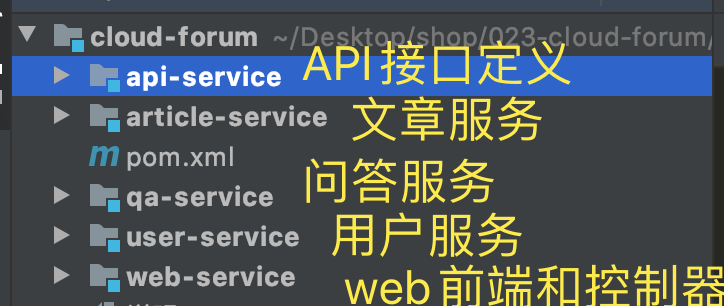 cloud-forum ~/Desktop/shop/023-cloud-forum/
api-service API接口定义
article-service 文章服务
pom.xml
qa-service 问答服务
user-service 用户服务
web-service web前端和控制器